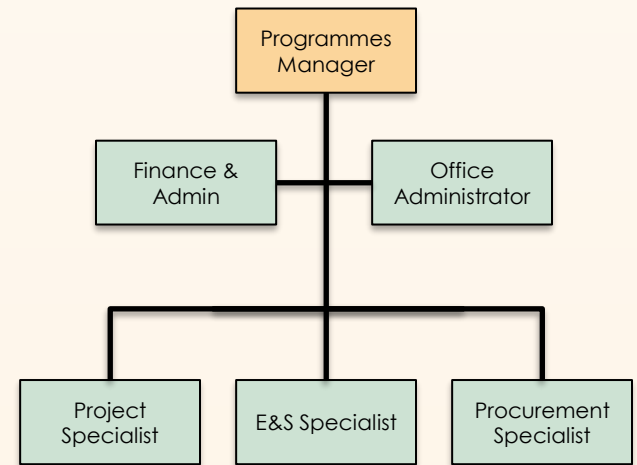 Programmes
Manager
Finance &
Admin
Office
Administrator
Project
Specialist
E&S Specialist
Procurement
Specialist